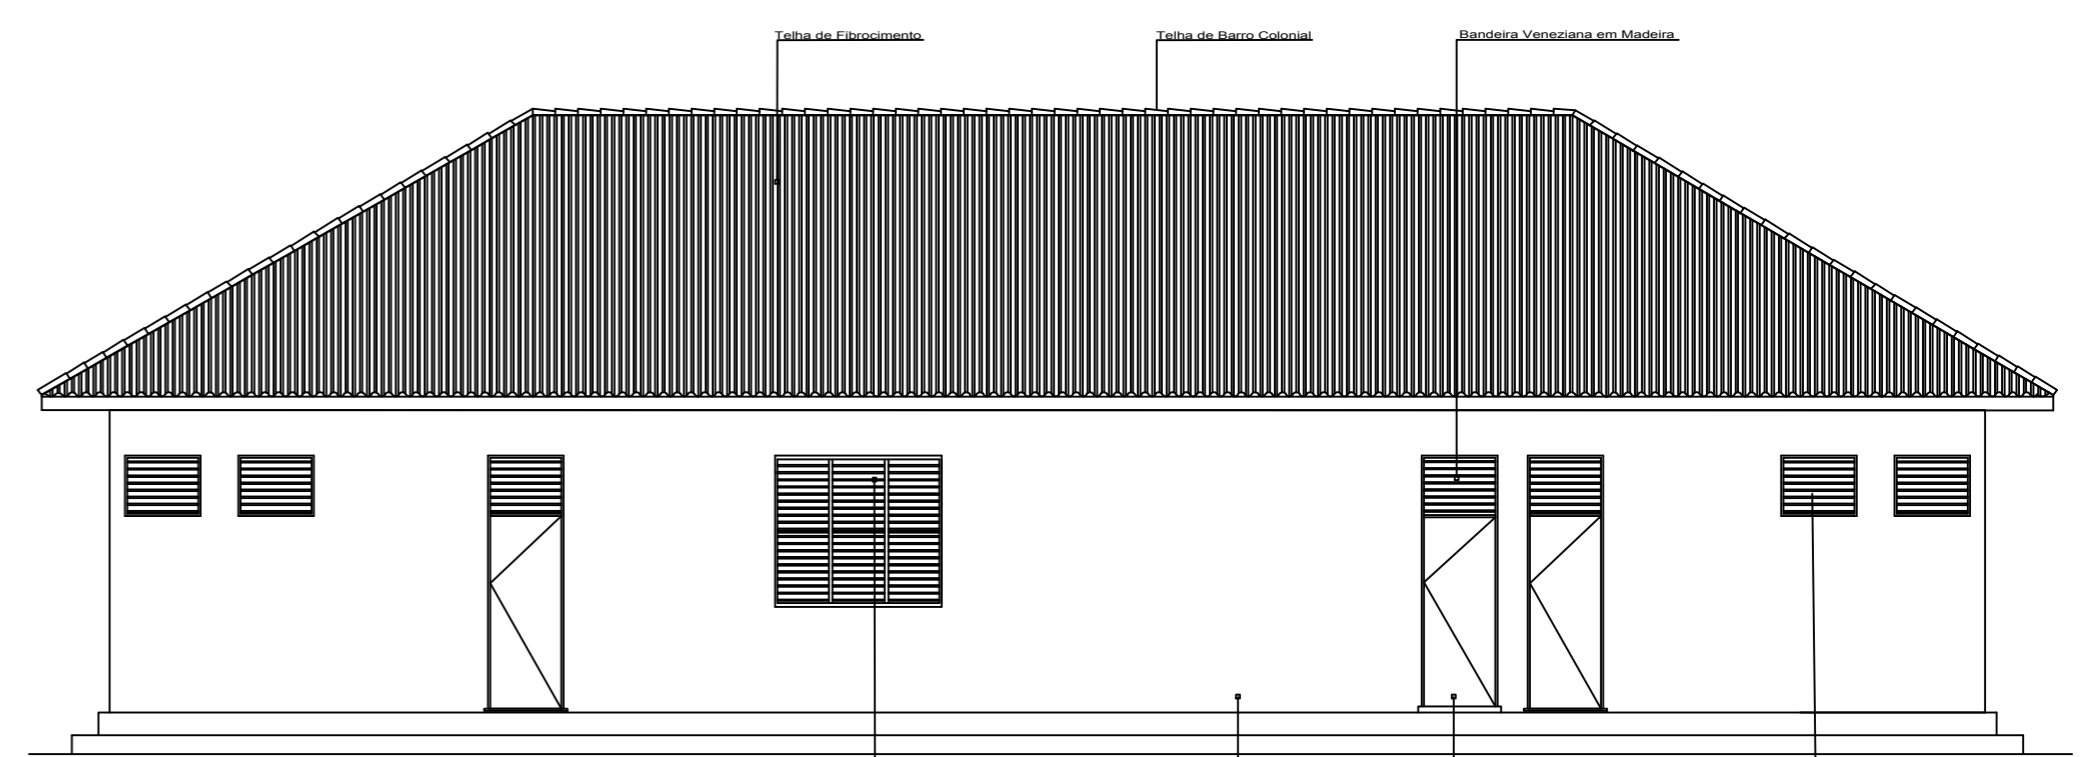 Telha de Fibrocimento
Telha de Barro Colonial
Bandeira Veneziana em Madeira